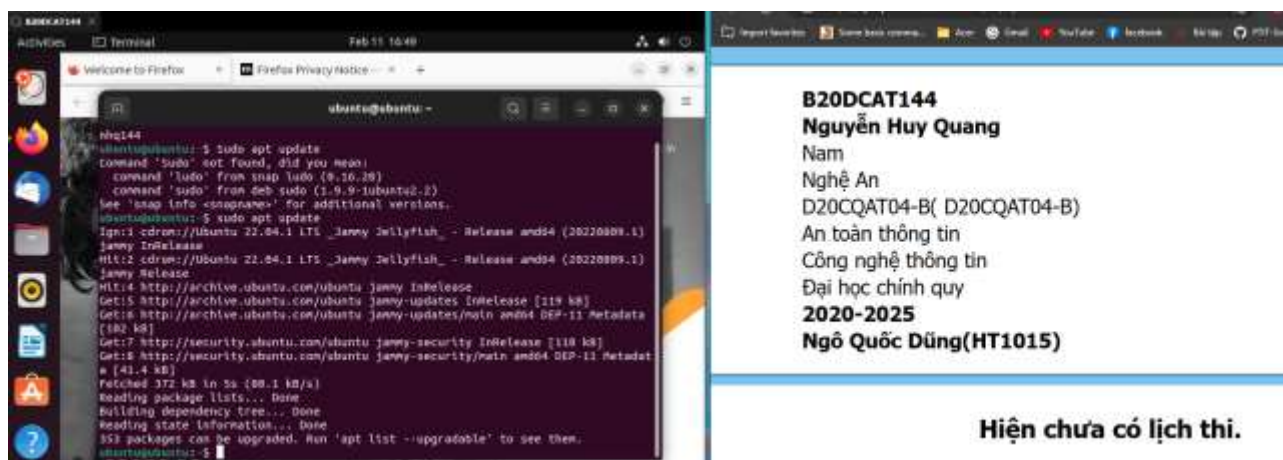 B20DCAT144
Activities
Terminal
Feb 11 16:49
Welcome to Firefox
Firefox Privacy Notice
ubuntu@ubuntu: ~
nhq144
ubuntu@ubuntu:~$ Sudo apt update
Command 'Sudo' not found, did you mean:
command 'ludo' from snap ludo
command 'sudo' from deb sudo (1.9.9-1ubuntu2.2)
See 'snap info <snapname>' for additional versions.
ubuntu@ubuntu:~$ sudo apt update
Ign:1 cdrom://Ubuntu 22.04.1 LTS _Jammy Jellyfish_ - Release amd64 (20220809.1)
jammy InRelease
Hit:2 cdrom://Ubuntu 22.04.1 LTS _Jammy Jellyfish_ - Release amd64 (20220809.1)
jammy Release
Hit:4 http://archive.ubuntu.com/ubuntu jammy InRelease
Get:5 http://archive.ubuntu.com/ubuntu jammy-updates InRelease [119 kB]
Get:6 http://archive.ubuntu.com/ubuntu jammy-updates/main amd64 DEP-11 Metadata
[102 kB]
Get:7 http://security.ubuntu.com/ubuntu jammy-security InRelease [110 kB]
Get:8 http://security.ubuntu.com/ubuntu jammy-security/main amd64 DEP-11 Metadat
a [41.4 kB]
Fetched 372 kB in 5s
Reading package lists... Done
Building dependency tree... Done
Reading state information... Done
353 packages can be upgraded. Run 'apt list --upgradable' to see them.
ubuntu@ubuntu:~$
Import favorites
Some basic comma...
Acer
Gmail
YouTube
facebook
Bài tập
B20DCAT144
Nguyễn Huy Quang
Nam
Nghệ An
D20CQAT04-B( D20CQAT04-B)
An toàn thông tin
Công nghệ thông tin
Đại học chính quy
2020-2025
Ngô Quốc Dũng(HT1015)
Hiện chưa có lịch thi.